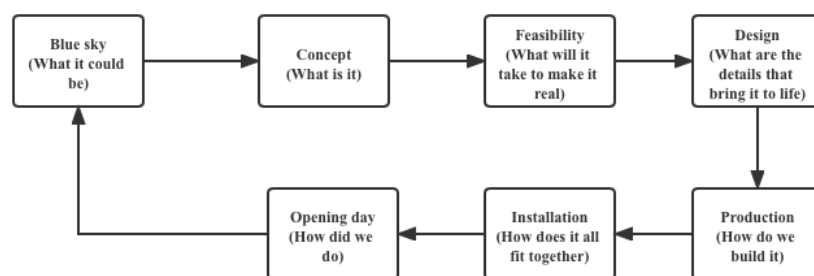 Blue sky
(What it could
be)
Concept
(What is it)
Feasibility
(What will it
take to make it
real)
Design
(What are the
details that
bring it to life)
Production
(How do we
build it)
Installation
(How does it all
fit together)
Opening day
(How did we
do)